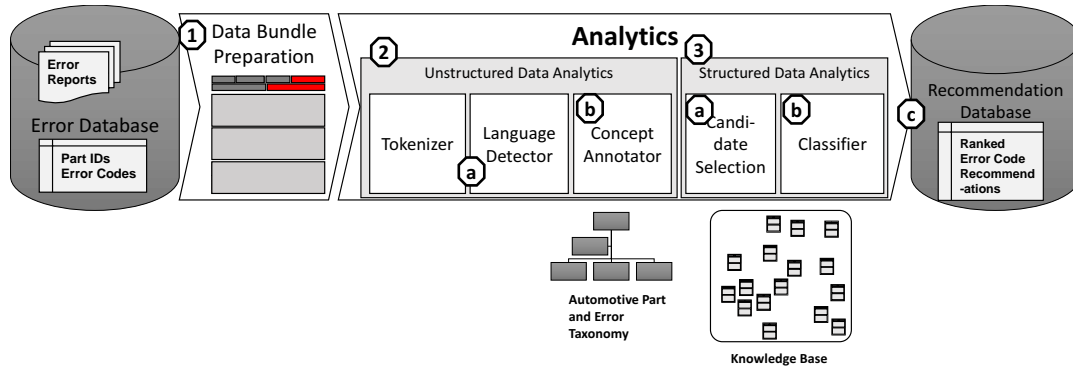 Error
Reports
Error Database
Part IDs
Error Codes
1
Data Bundle
Preparation
Analytics
2
Unstructured Data Analytics
Tokenizer
a
Language
Detector
b
Concept
Annotator
3
Structured Data Analytics
a
Candi-
date
Selection
b
Classifier
c
Recommendation
Database
Ranked
Error Code
Recommend
-ations
Automotive Part
and Error
Taxonomy
Knowledge Base